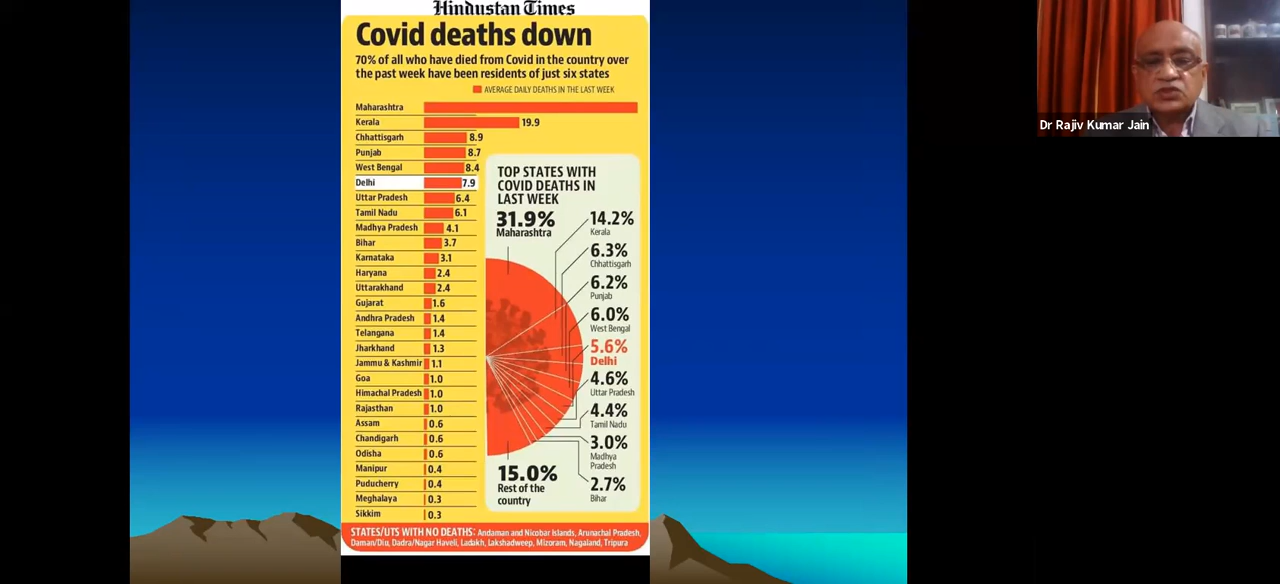 Hindustan Times
Covid deaths down
70% of all who have died from Covid in the country over
the past week have been residents of just six states
AVERAGE DAILY DEATHS IN THE LAST WEEK
Maharashtra
Kerala 19.9
Chhattisgarh 8.9
Punjab 8.7
West Bengal 8.4
Delhi 7.9
Uttar Pradesh 6.4
Tamil Nadu 6.1
Madhya Pradesh 4.1
Bihar 3.7
Karnataka 3.1
Haryana 2.4
Uttarakhand 2.4
Gujarat 1.6
Andhra Pradesh 1.4
Telangana 1.4
Jharkhand 1.3
Jammu & Kashmir 1.1
Goa 1.0
Himachal Pradesh 1.0
Rajasthan 1.0
Assam 0.6
Chandigarh 0.6
Odisha 0.6
Manipur 0.4
Puducherry 0.4
Meghalaya 0.3
Sikkim 0.3
TOP STATES WITH
COVID DEATHS IN
LAST WEEK
31.9%
Maharashtra
14.2%
Kerala
6.3%
Chhattisgarh
6.2%
Punjab
6.0%
West Bengal
5.6%
Delhi
4.6%
Uttar Pradesh
4.4%
Tamil Nadu
3.0%
Madhya
Pradesh
2.7%
Bihar
15.0%
Rest of the
country
STATES/UTS WITH NO DEATHS: Andaman and Nicobar Islands, Arunachal Pradesh,
Daman/Diu, Dadra/Nagar Haveli, Ladakh, Lakshadweep, Mizoram, Nagaland, Tripura
Dr Rajiv Kumar Jain